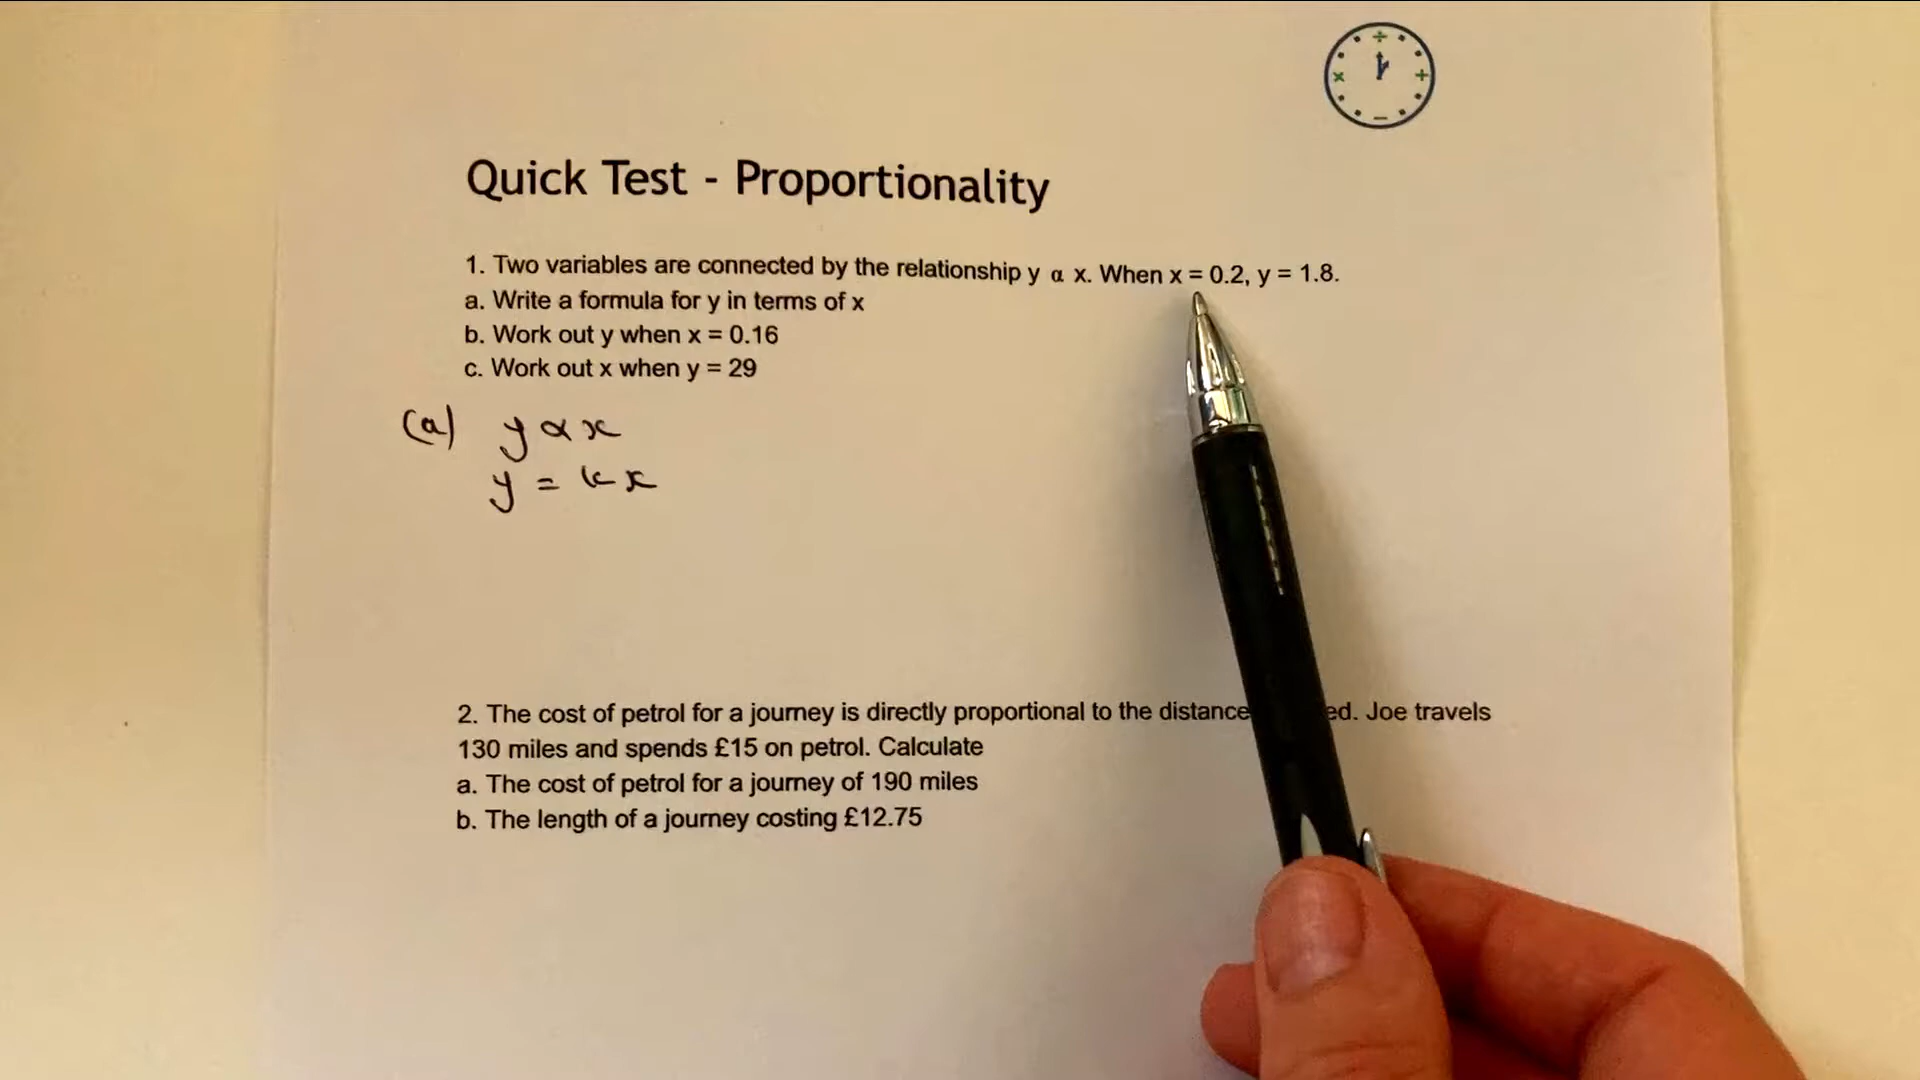 Quick Test - Proportionality
1. Two variables are connected by the relationship y α x. When x = 0.2, y = 1.8.
a. Write a formula for y in terms of x
b. Work out y when x = 0.16
c. Work out x when y = 29
(a) y α x
y = kx
2. The cost of petrol for a journey is directly proportional to the distance ed. Joe travels
130 miles and spends £15 on petrol. Calculate
a. The cost of petrol for a journey of 190 miles
b. The length of a journey costing £12.75